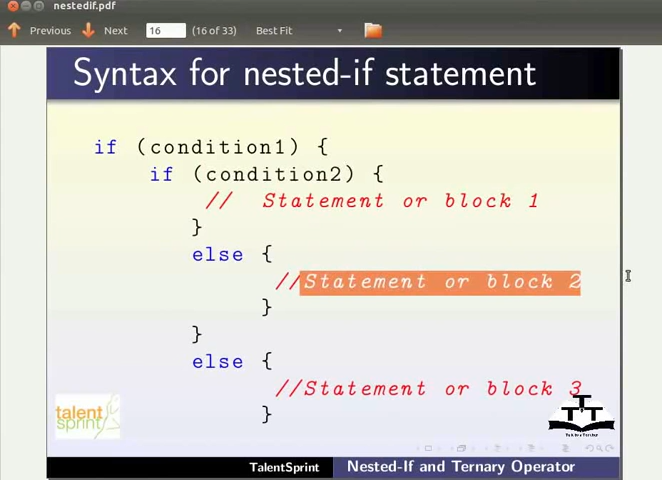 nestedif.pdf
Previous Next 16 (16 of 33) Best Fit
Syntax for nested-if statement
if (condition1) {
if (condition2) {
// Statement or block 1
}
else {
//Statement or block 2
}
}
else {
//Statement or block 3
}
talent
sprint
TalentSprint Nested-If and Ternary Operator